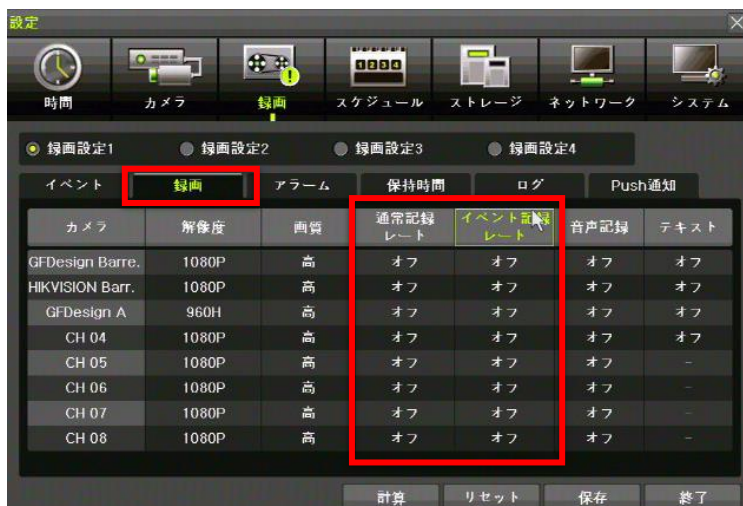 設定
時間 カメラ 録画 スケジュール ストレージ ネットワーク システム
録画設定1 録画設定2 録画設定3 録画設定4
イベント 録画 アラーム 保持時間 ログ Push通知
カメラ 解像度 画質 通常記録レート イベント記録レート 音声記録 テキスト
GFDesign Barre. 1080P 高 オフ オフ オフ オフ
HIKVISION Barr. 1080P 高 オフ オフ オフ オフ
GFDesign A 960H 高 オフ オフ オフ オフ
CH 04 1080P 高 オフ オフ オフ オフ
CH 05 1080P 高 オフ オフ オフ -
CH 06 1080P 高 オフ オフ オフ -
CH 07 1080P 高 オフ オフ オフ -
CH 08 1080P 高 オフ オフ オフ -
計算 リセット 保存 終了